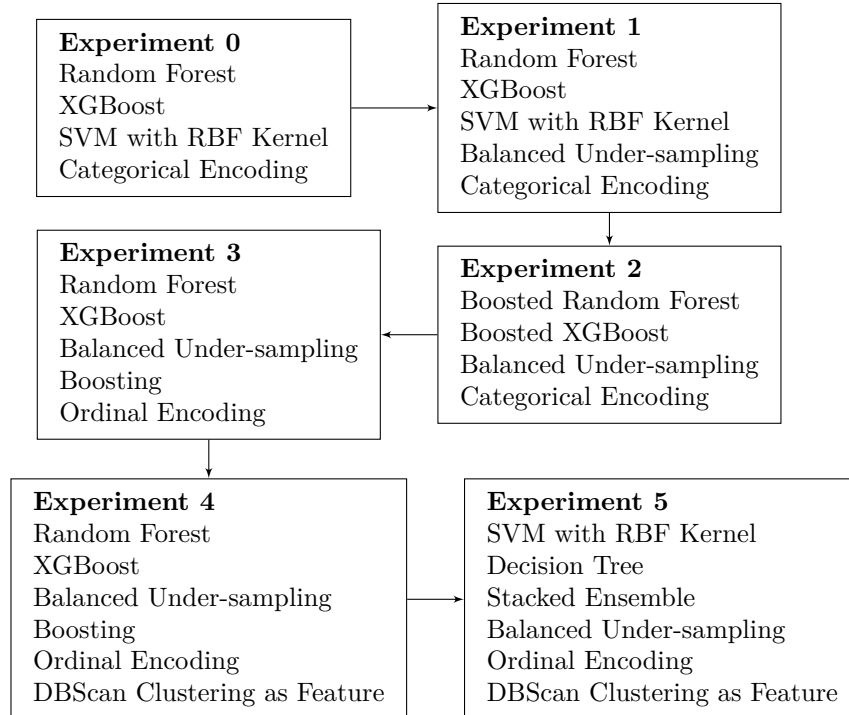 Experiment 0
Random Forest
XGBoost
SVM with RBF Kernel
Categorical Encoding
Experiment 1
Random Forest
XGBoost
SVM with RBF Kernel
Balanced Under-sampling
Categorical Encoding
Experiment 2
Boosted Random Forest
Boosted XGBoost
Balanced Under-sampling
Categorical Encoding
Experiment 3
Random Forest
XGBoost
Balanced Under-sampling
Boosting
Ordinal Encoding
Experiment 4
Random Forest
XGBoost
Balanced Under-sampling
Boosting
Ordinal Encoding
DBScan Clustering as Feature
Experiment 5
SVM with RBF Kernel
Decision Tree
Stacked Ensemble
Balanced Under-sampling
Ordinal Encoding
DBScan Clustering as Feature